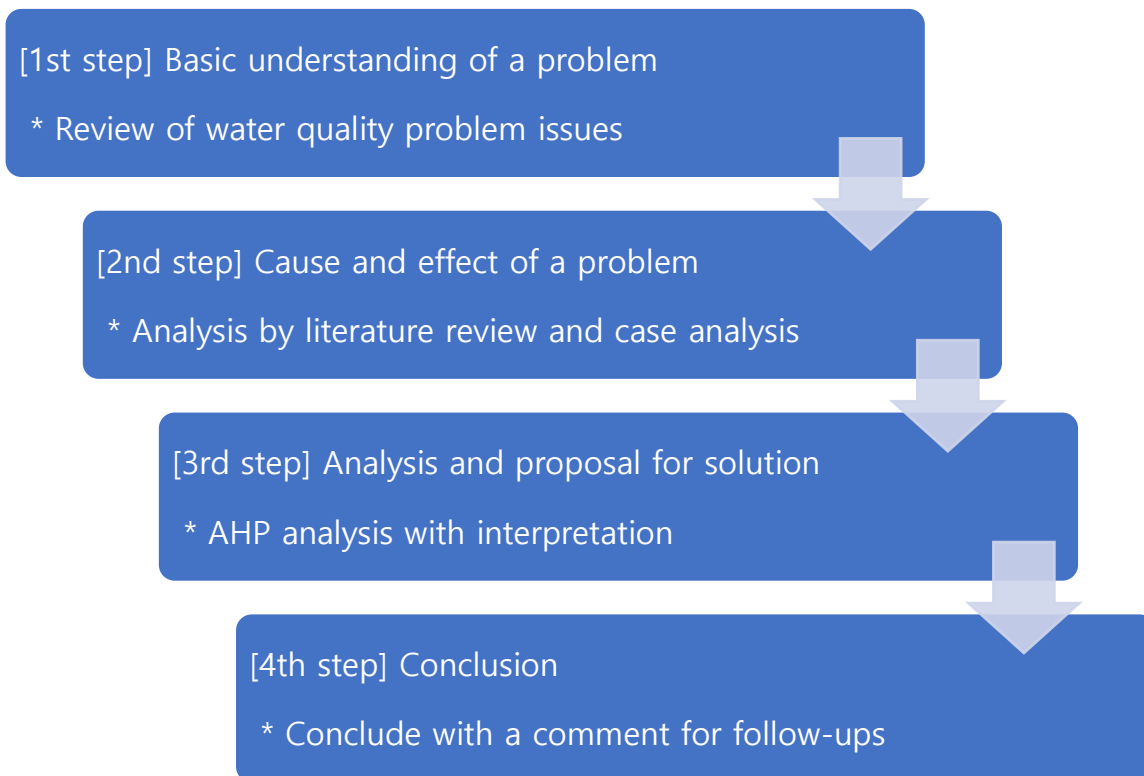 [1st step] Basic understanding of a problem
* Review of water quality problem issues
[2nd step] Cause and effect of a problem
* Analysis by literature review and case analysis
[3rd step] Analysis and proposal for solution
* AHP analysis with interpretation
[4th step] Conclusion
* Conclude with a comment for follow-ups